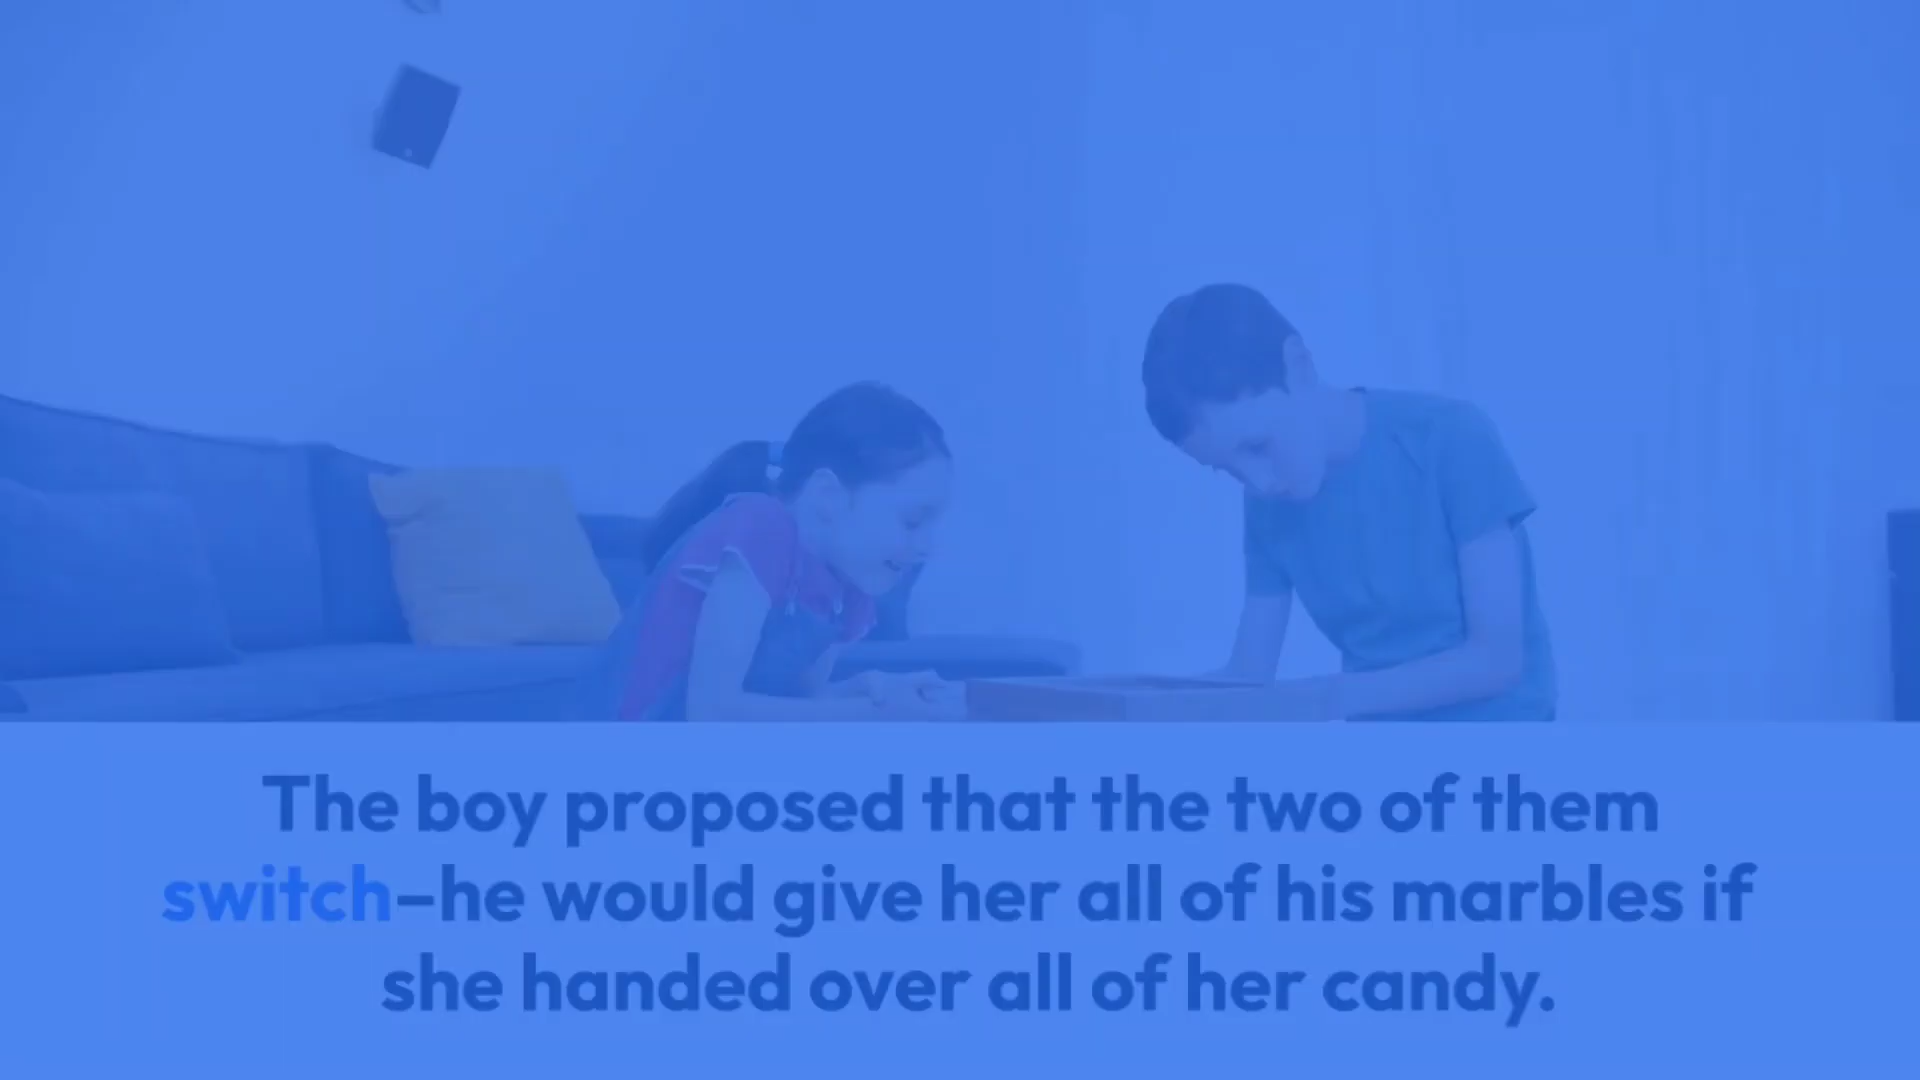 The boy proposed that the two of them
switch–he would give her all of his marbles if
she handed over all of her candy.